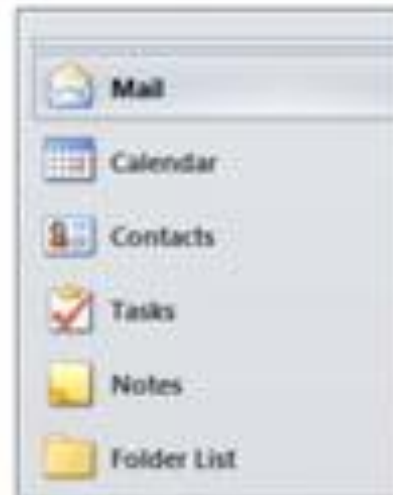 Mail
Calendar
Contacts
Tasks
Notes
Folder List